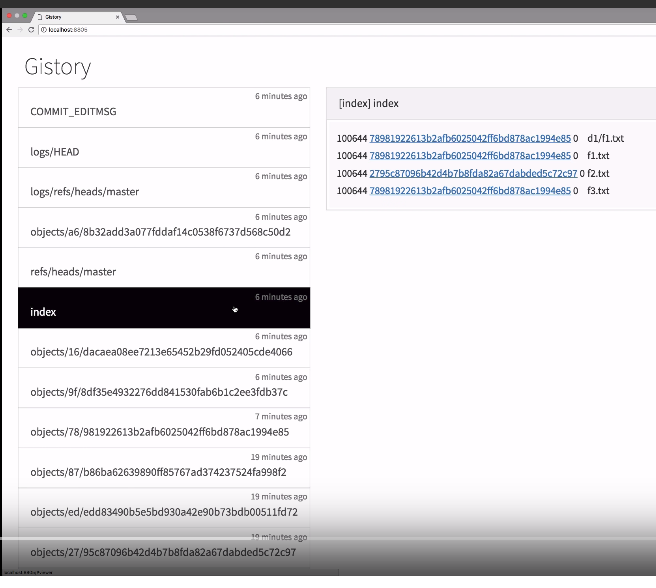 Gistory
localhost:8805
Gistory
6 minutes ago
COMMIT_EDITMSG
6 minutes ago
logs/HEAD
6 minutes ago
logs/refs/heads/master
6 minutes ago
objects/a6/8b32add3a077fddaf14c0538f6737d568c50d2
6 minutes ago
refs/heads/master
6 minutes ago
index
6 minutes ago
objects/16/dacaea08ee7213e65452b29fd052405cde4066
6 minutes ago
objects/9f/8df35e4932276dd841530fab6b1c2ee3fdb37c
7 minutes ago
objects/78/981922613b2afb6025042ff6bd878ac1994e85
19 minutes ago
objects/87/b86ba62639890ff85767ad374237524fa998f2
19 minutes ago
objects/ed/edd83490b5e5bd930a42e90b73bdb00511fd72
19 minutes ago
objects/27/95c87096b42d4b7b8fda82a67dabded5c72c97
[index] index
100644 78981922613b2afb6025042ff6bd878ac1994e85 0 d1/f1.txt
100644 78981922613b2afb6025042ff6bd878ac1994e85 0 f1.txt
100644 2795c87096b42d4b7b8fda82a67dabded5c72c97 0 f2.txt
100644 78981922613b2afb6025042ff6bd878ac1994e85 0 f3.txt